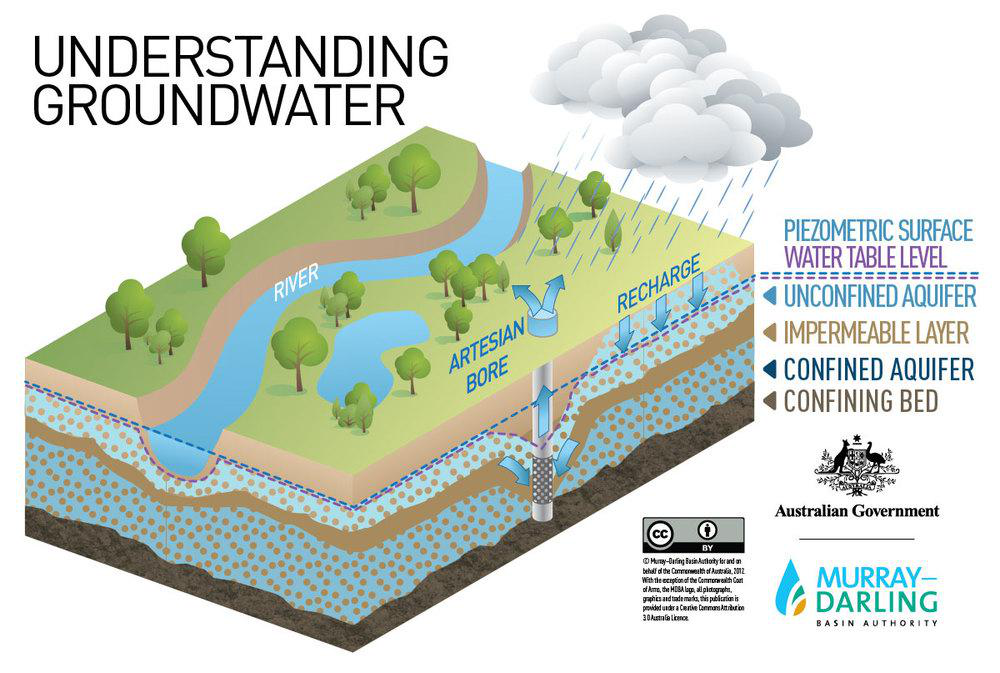 UNDERSTANDING
GROUNDWATER
RIVER
ARTESIAN
BORE
RECHARGE
PIEZOMETRIC SURFACE
WATER TABLE LEVEL
UNCONFINED AQUIFER
IMPERMEABLE LAYER
CONFINED AQUIFER
CONFINING BED
Australian Government
cc
BY
© Murray–Darling Basin Authority for and on
behalf of the Commonwealth of Australia, 2012.
With the exception of the Commonwealth Coat
of Arms, the MDBA logo, all photographs,
graphics and trade marks, this publication is
provided under a Creative Commons Attribution
3.0 Australia Licence.
MURRAY–
DARLING
BASIN AUTHORITY